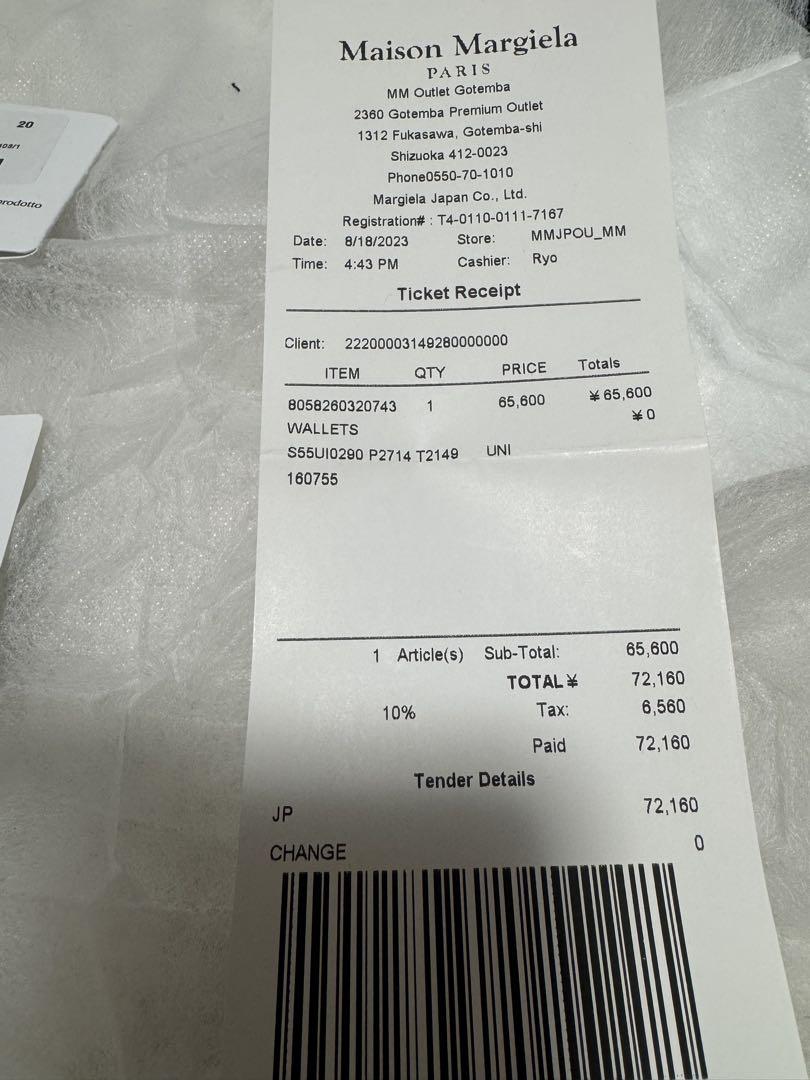 Maison Margiela
PARIS
MM Outlet Gotemba
2360 Gotemba Premium Outlet
1312 Fukasawa, Gotemba-shi
Shizuoka 412-0023
Phone0550-70-1010
Margiela Japan Co., Ltd.
Registration# : T4-0110-0111-7167
Date: 8/18/2023 Store: MMJPOU_MM
Time: 4:43 PM Cashier: Ryo
Ticket Receipt
Client: 22200003149280000000
ITEM QTY PRICE Totals
8058260320743 1 65,600 ¥65,600
¥0
WALLETS
S55UI0290 P2714 T2149 UNI
160755
1 Article(s) Sub-Total: 65,600
TOTAL¥ 72,160
10% Tax: 6,560
Paid 72,160
Tender Details
JP 72,160
CHANGE 0
20
prodotto